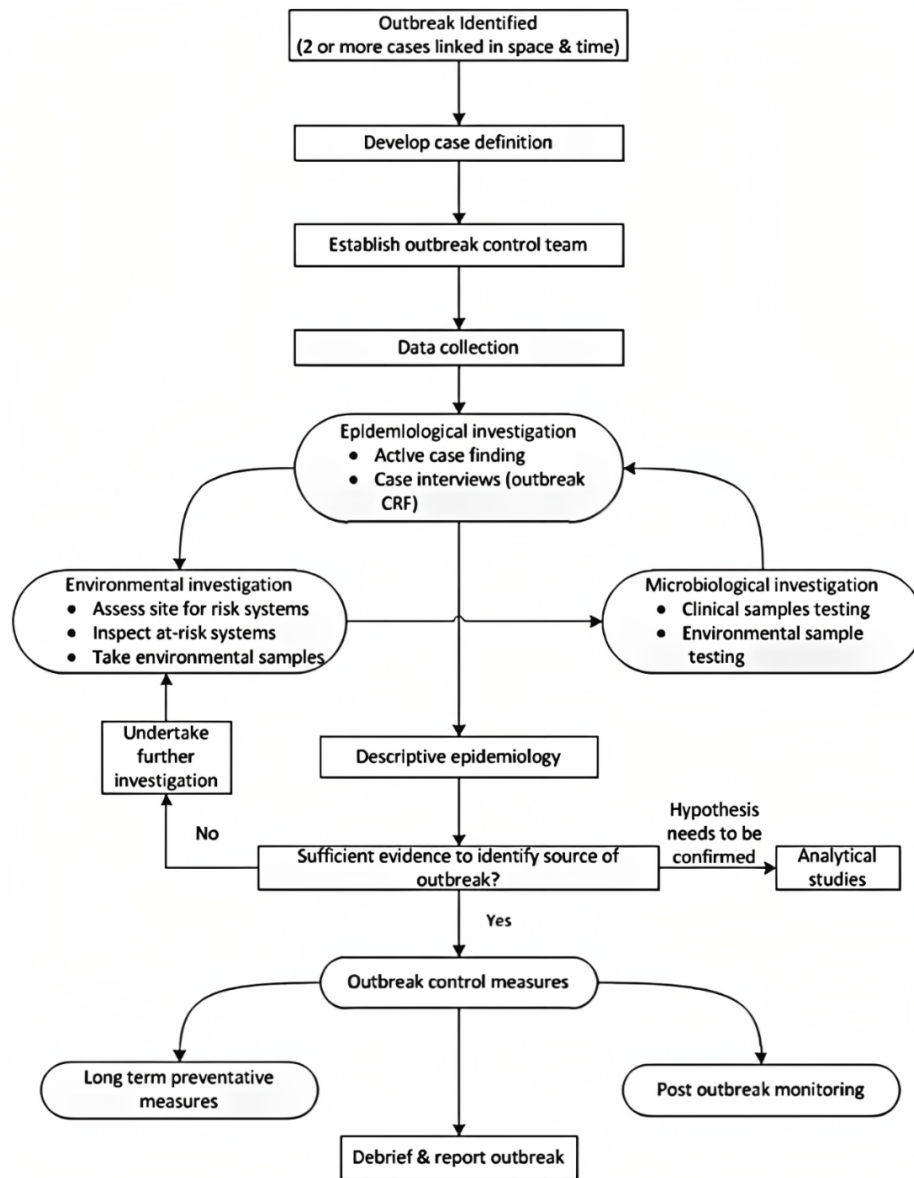 Outbreak Identified
(2 or more cases linked in space & time)
Develop case definition
Establish outbreak control team
Data collection
Epidemiological investigation
● Active case finding
● Case interviews (outbreak
CRF)
Environmental investigation
● Assess site for risk systems
● Inspect at-risk systems
● Take environmental samples
Microbiological investigation
● Clinical samples testing
● Environmental sample
testing
Undertake
further
investigation
Descriptive epidemiology
No
Hypothesis
needs to be
confirmed
Sufficient evidence to identify source of
outbreak?
Analytical
studies
Yes
Outbreak control measures
Long term preventative
measures
Post outbreak monitoring
Debrief & report outbreak